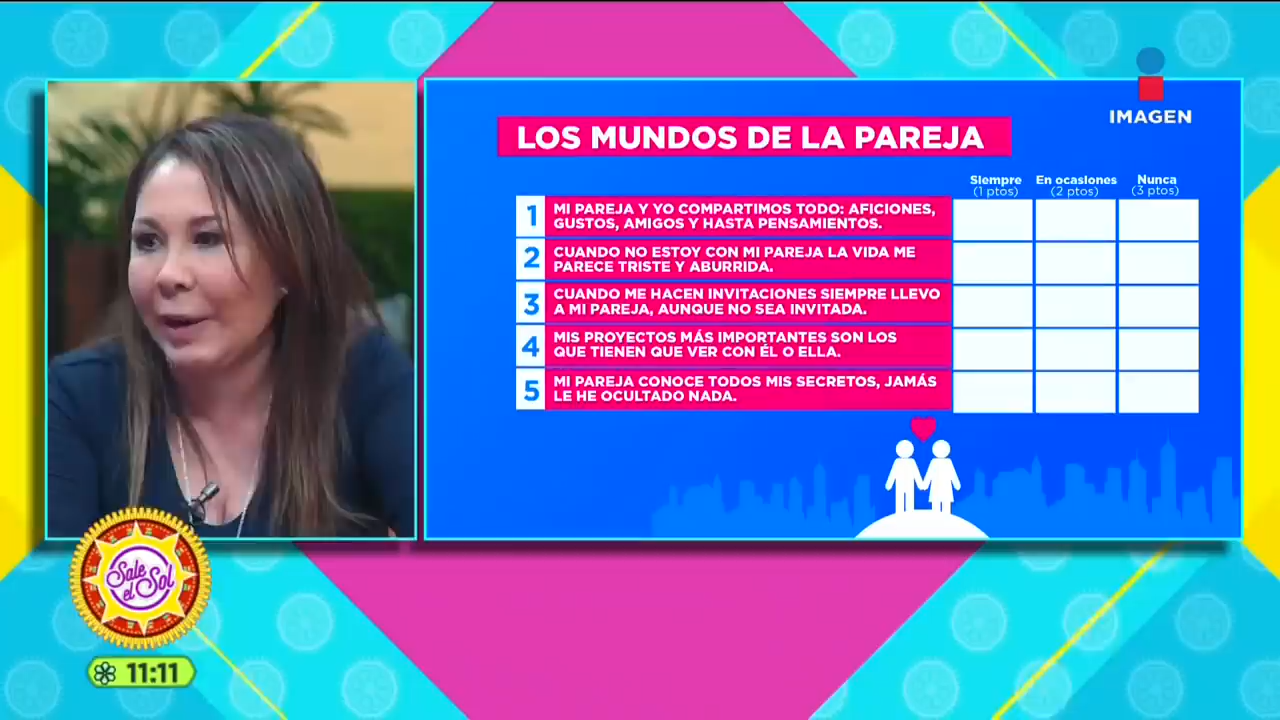 IMAGEN
LOS MUNDOS DE LA PAREJA
Siempre
(1 ptos)
En ocasiones
(2 ptos)
Nunca
(3 ptos)
1
MI PAREJA Y YO COMPARTIMOS TODO: AFICIONES,
GUSTOS, AMIGOS Y HASTA PENSAMIENTOS.
2
CUANDO NO ESTOY CON MI PAREJA LA VIDA ME
PARECE TRISTE Y ABURRIDA.
3
CUANDO ME HACEN INVITACIONES SIEMPRE LLEVO
A MI PAREJA, AUNQUE NO SEA INVITADA.
4
MIS PROYECTOS MÁS IMPORTANTES SON LOS
QUE TIENEN QUE VER CON ÉL O ELLA.
5
MI PAREJA CONOCE TODOS MIS SECRETOS, JAMÁS
LE HE OCULTADO NADA.
Sale
el Sol
11:11